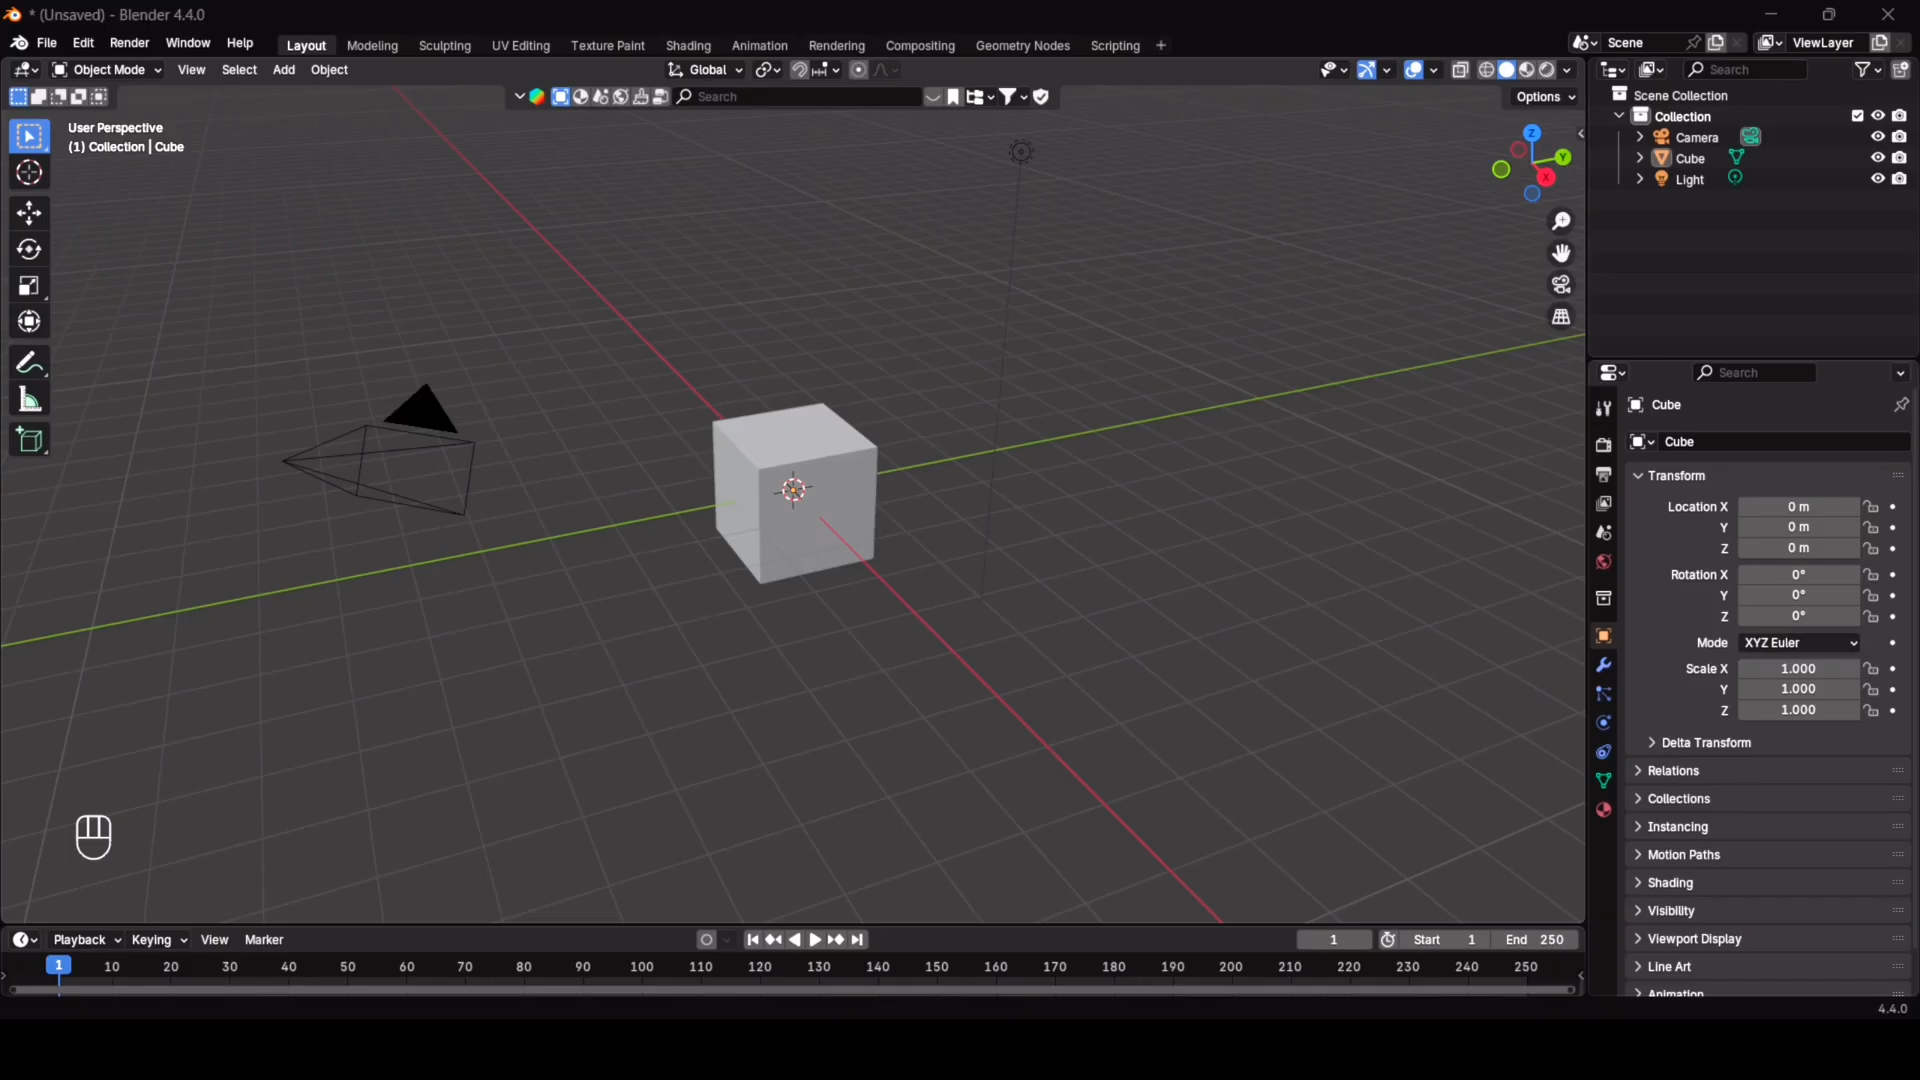 * (Unsaved) - Blender 4.4.0
File Edit Render Window Help Layout Modeling Sculpting UV Editing Texture Paint Shading Animation Rendering Compositing Geometry Nodes Scripting + Scene ViewLayer
Object Mode View Select Add Object Global Search
Search Options
User Perspective
(1) Collection | Cube
Z
Y
X
Scene Collection
Collection
Camera
Cube
Light
Search
Cube
Cube
Transform
Location X 0 m
Y 0 m
Z 0 m
Rotation X 0°
Y 0°
Z 0°
Mode XYZ Euler
Scale X 1.000
Y 1.000
Z 1.000
Delta Transform
Relations
Collections
Instancing
Motion Paths
Shading
Visibility
Viewport Display
Line Art
Animation
Playback Keying View Marker 1 Start 1 End 250
1 10 20 30 40 50 60 70 80 90 100 110 120 130 140 150 160 170 180 190 200 210 220 230 240 250
4.4.0